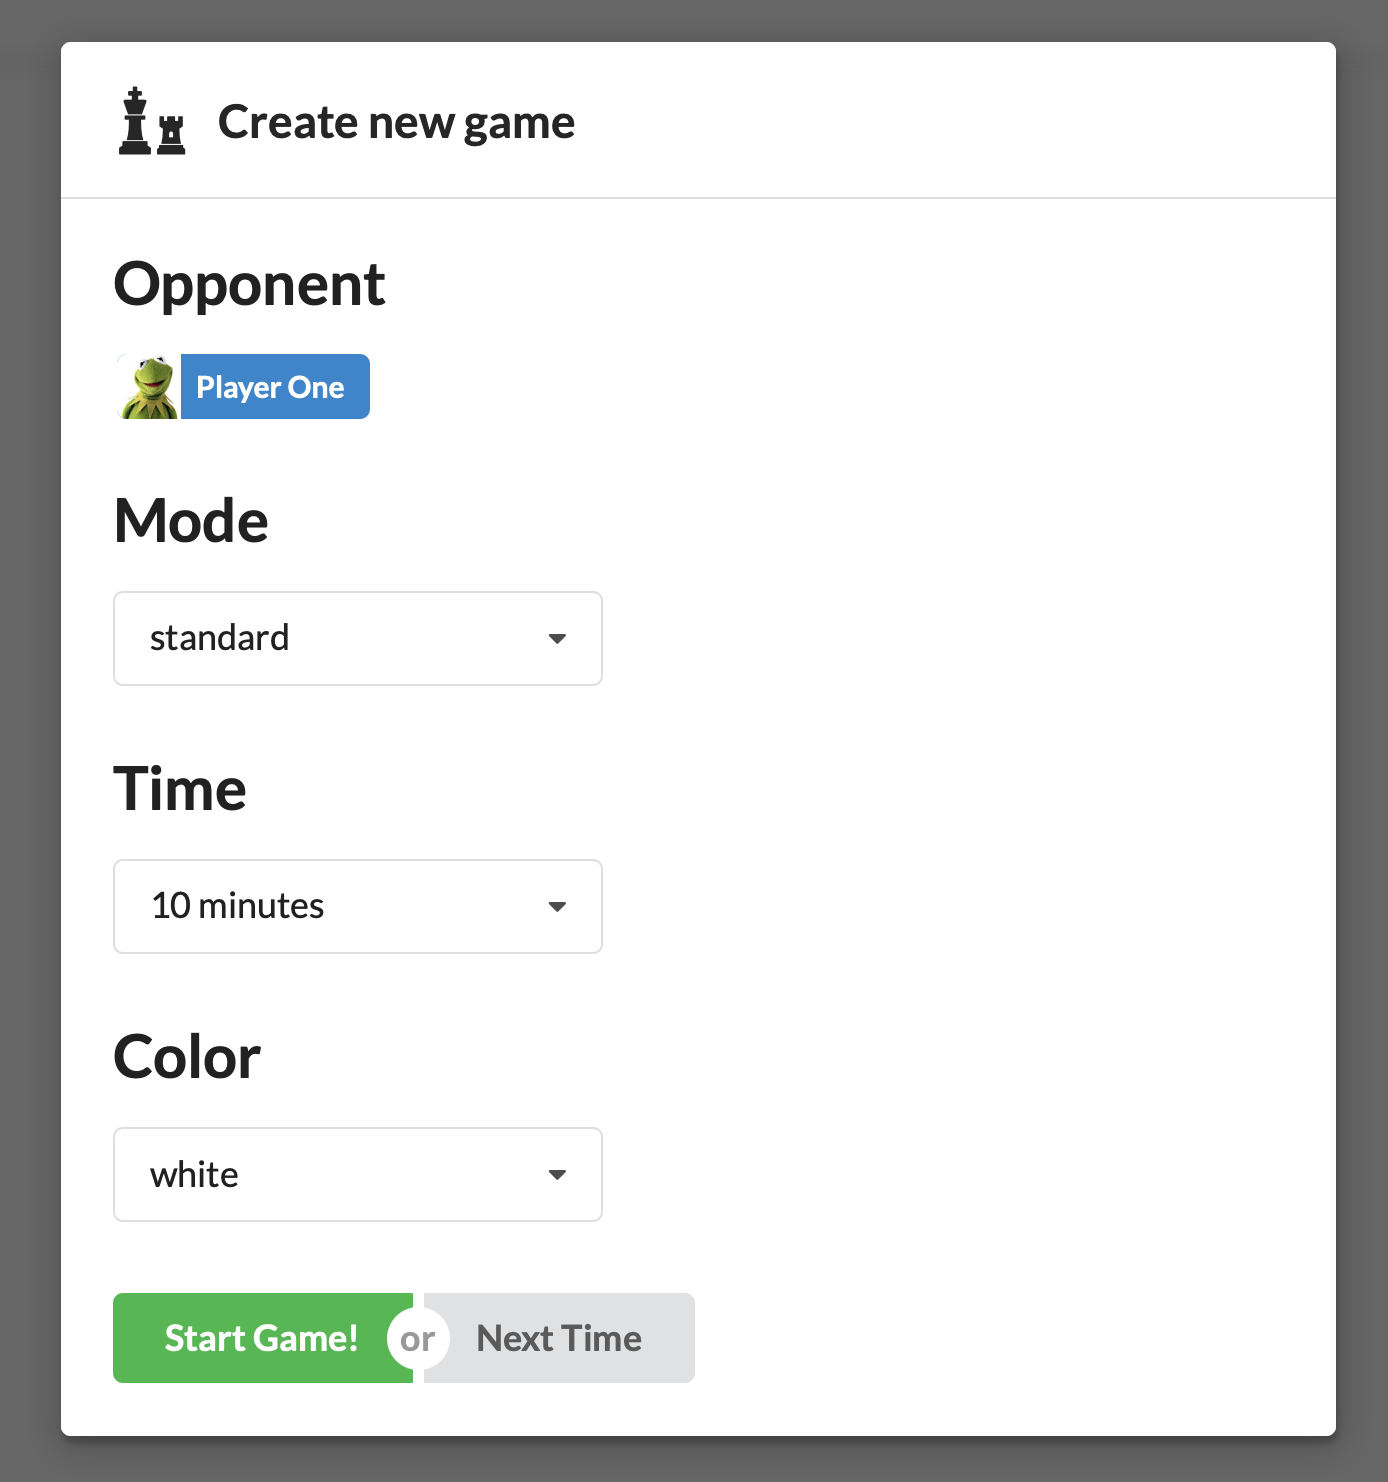 Create new game
Opponent
Player One
Mode
standard
Time
10 minutes
Color
white
Start Game! or Next Time